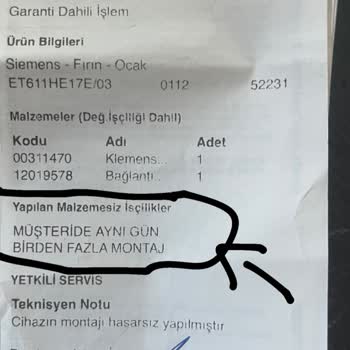 Garanti Dahili İşlem
Ürün Bilgileri
Siemens - Fırın - Ocak
ET611HE17E/03 0112 52231
Malzemeler (Değ.İşçiliği Dahil)
Kodu Adı Adet
00311470 Klemens... 1
12019578 Bağlantı.. 1
Yapılan Malzemesiz İşçilikler
MÜŞTERİDE AYNI GÜN
BİRDEN FAZLA MONTAJ
YETKİLİ SERVİS
Teknisyen Notu
Cihazın montajı hasarsız yapılmıştır